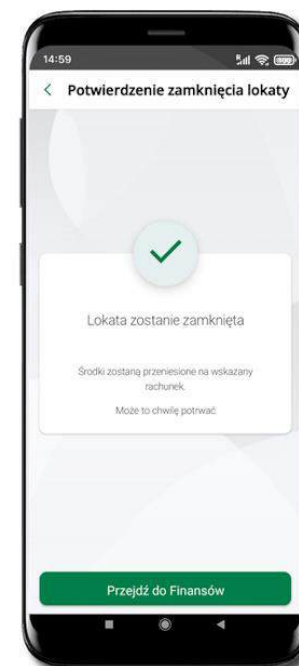 14:59
Potwierdzenie zamknięcia lokaty
Lokata zostanie zamknięta
Środki zostaną przeniesione na wskazany
rachunek.
Może to chwilę potrwać
Przejdź do Finansów